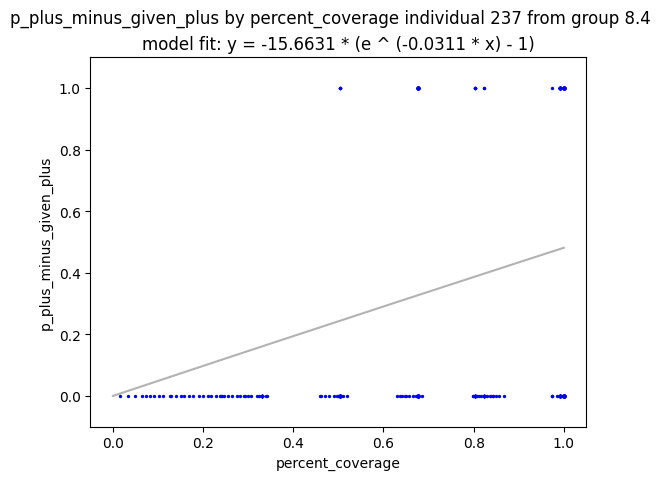 p_plus_minus_given_plus by percent_coverage individual 237 from group 8.4
model fit: y = -15.6631 * (e ^ (-0.0311 * x) - 1)
1.0
0.8
0.6
0.4
0.2
0.0
p_plus_minus_given_plus
0.0 0.2 0.4 0.6 0.8 1.0
percent_coverage